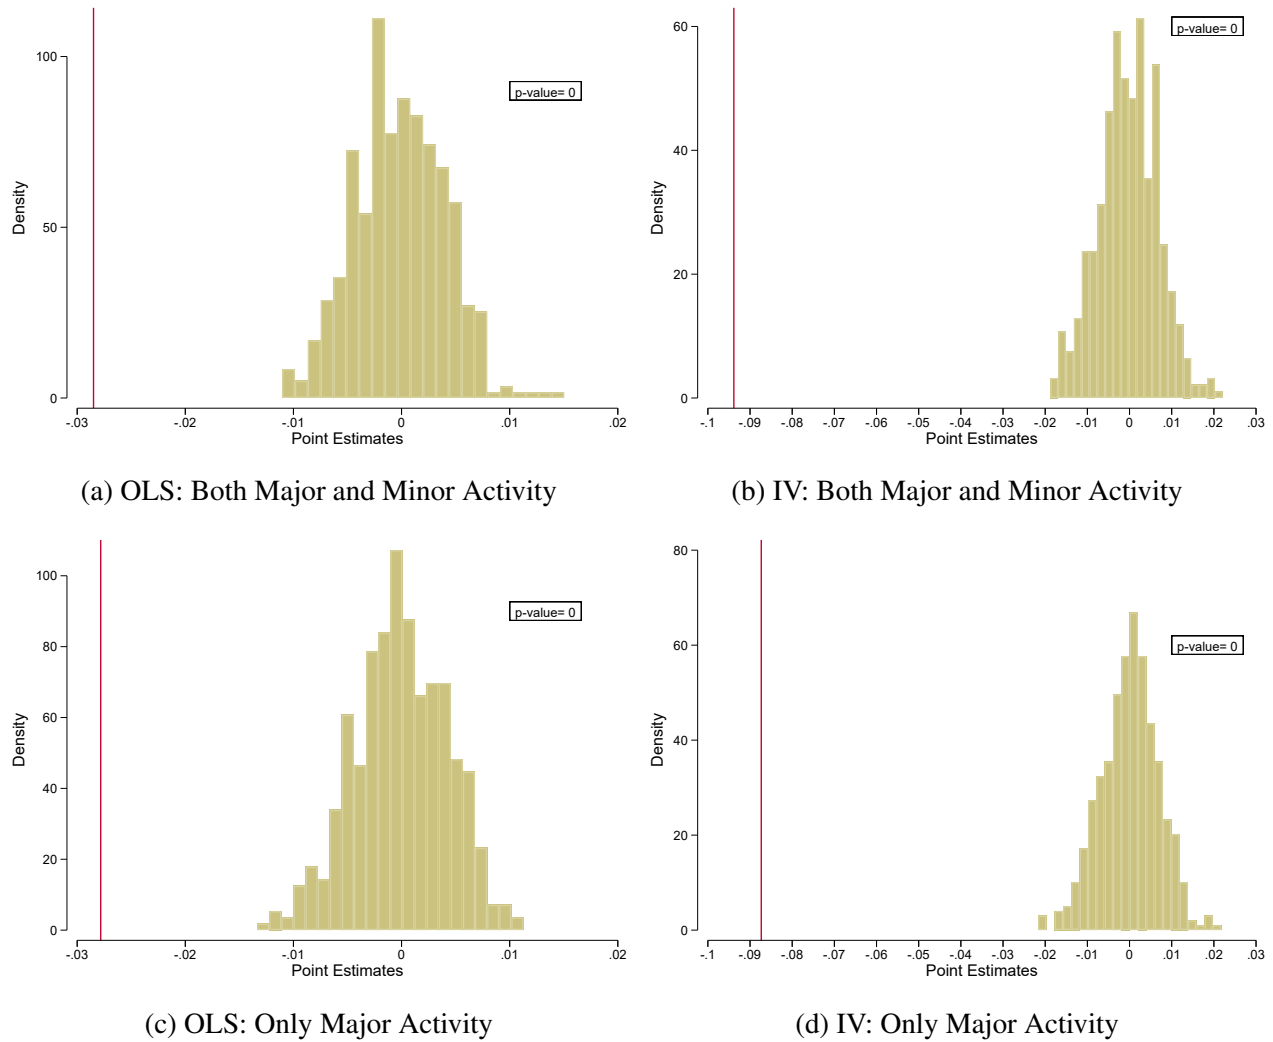 100
50
0
Density
p-value= 0
-.03 -.02 -.01 0 .01 .02
Point Estimates
(a) OLS: Both Major and Minor Activity
60
40
20
0
Density
p-value= 0
-.1 -.09 -.08 -.07 -.06 -.05 -.04 -.03 -.02 -.01 0 .01 .02 .03
Point Estimates
(b) IV: Both Major and Minor Activity
100
80
60
40
20
0
Density
p-value= 0
-.03 -.02 -.01 0 .01 .02
Point Estimates
(c) OLS: Only Major Activity
80
60
40
20
0
Density
p-value= 0
-.1 -.09 -.08 -.07 -.06 -.05 -.04 -.03 -.02 -.01 0 .01 .02 .03
Point Estimates
(d) IV: Only Major Activity